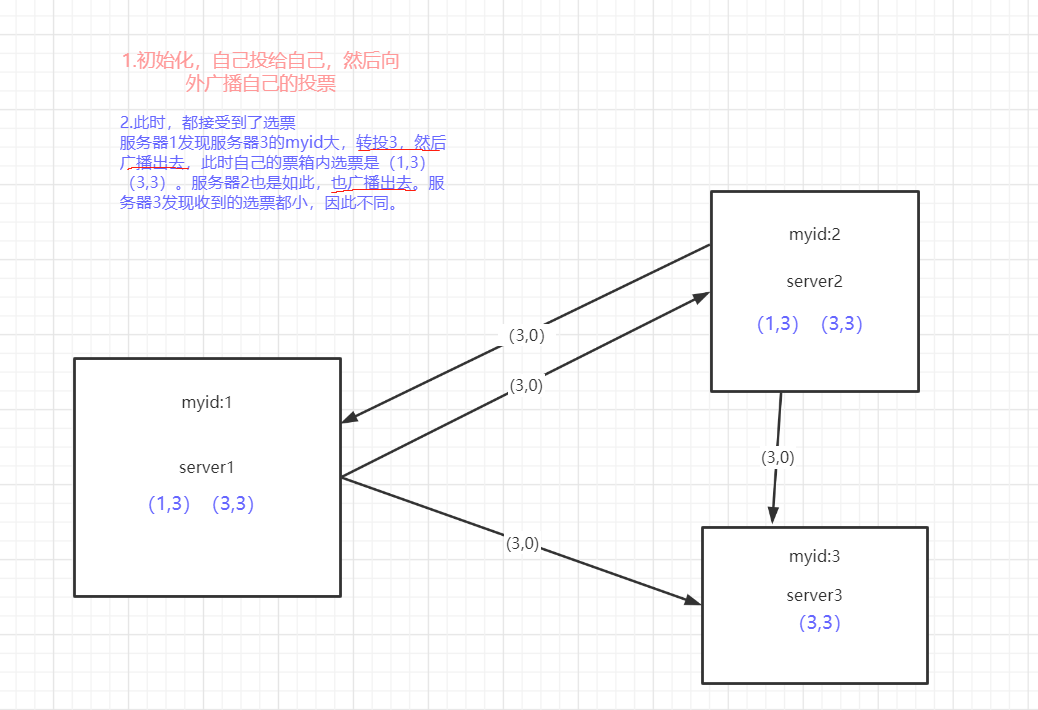 1.初始化，自己投给自己，然后向
外广播自己的投票
2.此时，都接受到了选票
服务器1发现服务器3的myid大，转投3，然后
广播出去，此时自己的票箱内选票是（1,3）
（3,3）。服务器2也是如此，也广播出去。服
务器3发现收到的选票都小，因此不同。
myid:2
server2
（1,3）（3,3）
(3,0)
(3,0)
myid:1
server1
（1,3）（3,3）
(3,0)
(3,0)
myid:3
server3
（3,3）